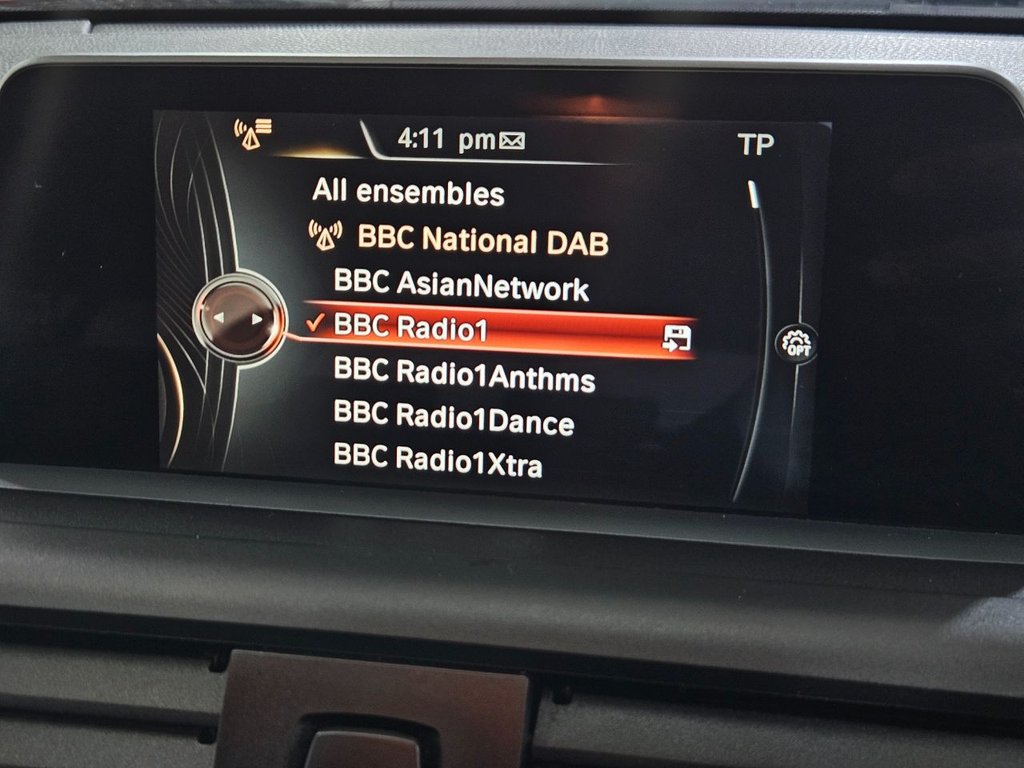 4:11 pm TP
All ensembles
BBC National DAB
BBC AsianNetwork
BBC Radio1
OPT
BBC Radio1Anthms
BBC Radio1Dance
BBC Radio1Xtra